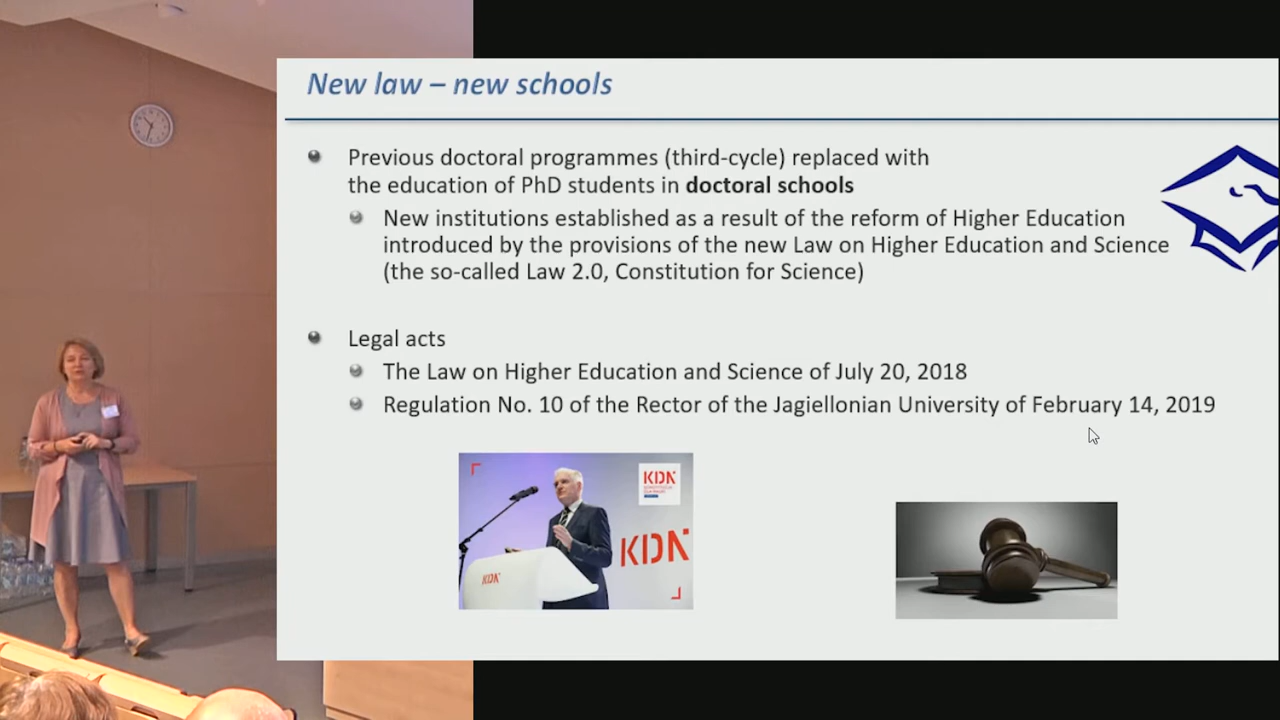 New law – new schools
Previous doctoral programmes (third-cycle) replaced with
the education of PhD students in doctoral schools
New institutions established as a result of the reform of Higher Education
introduced by the provisions of the new Law on Higher Education and Science
(the so-called Law 2.0, Constitution for Science)
Legal acts
The Law on Higher Education and Science of July 20, 2018
Regulation No. 10 of the Rector of the Jagiellonian University of February 14, 2019
KDN
KDN
KDN